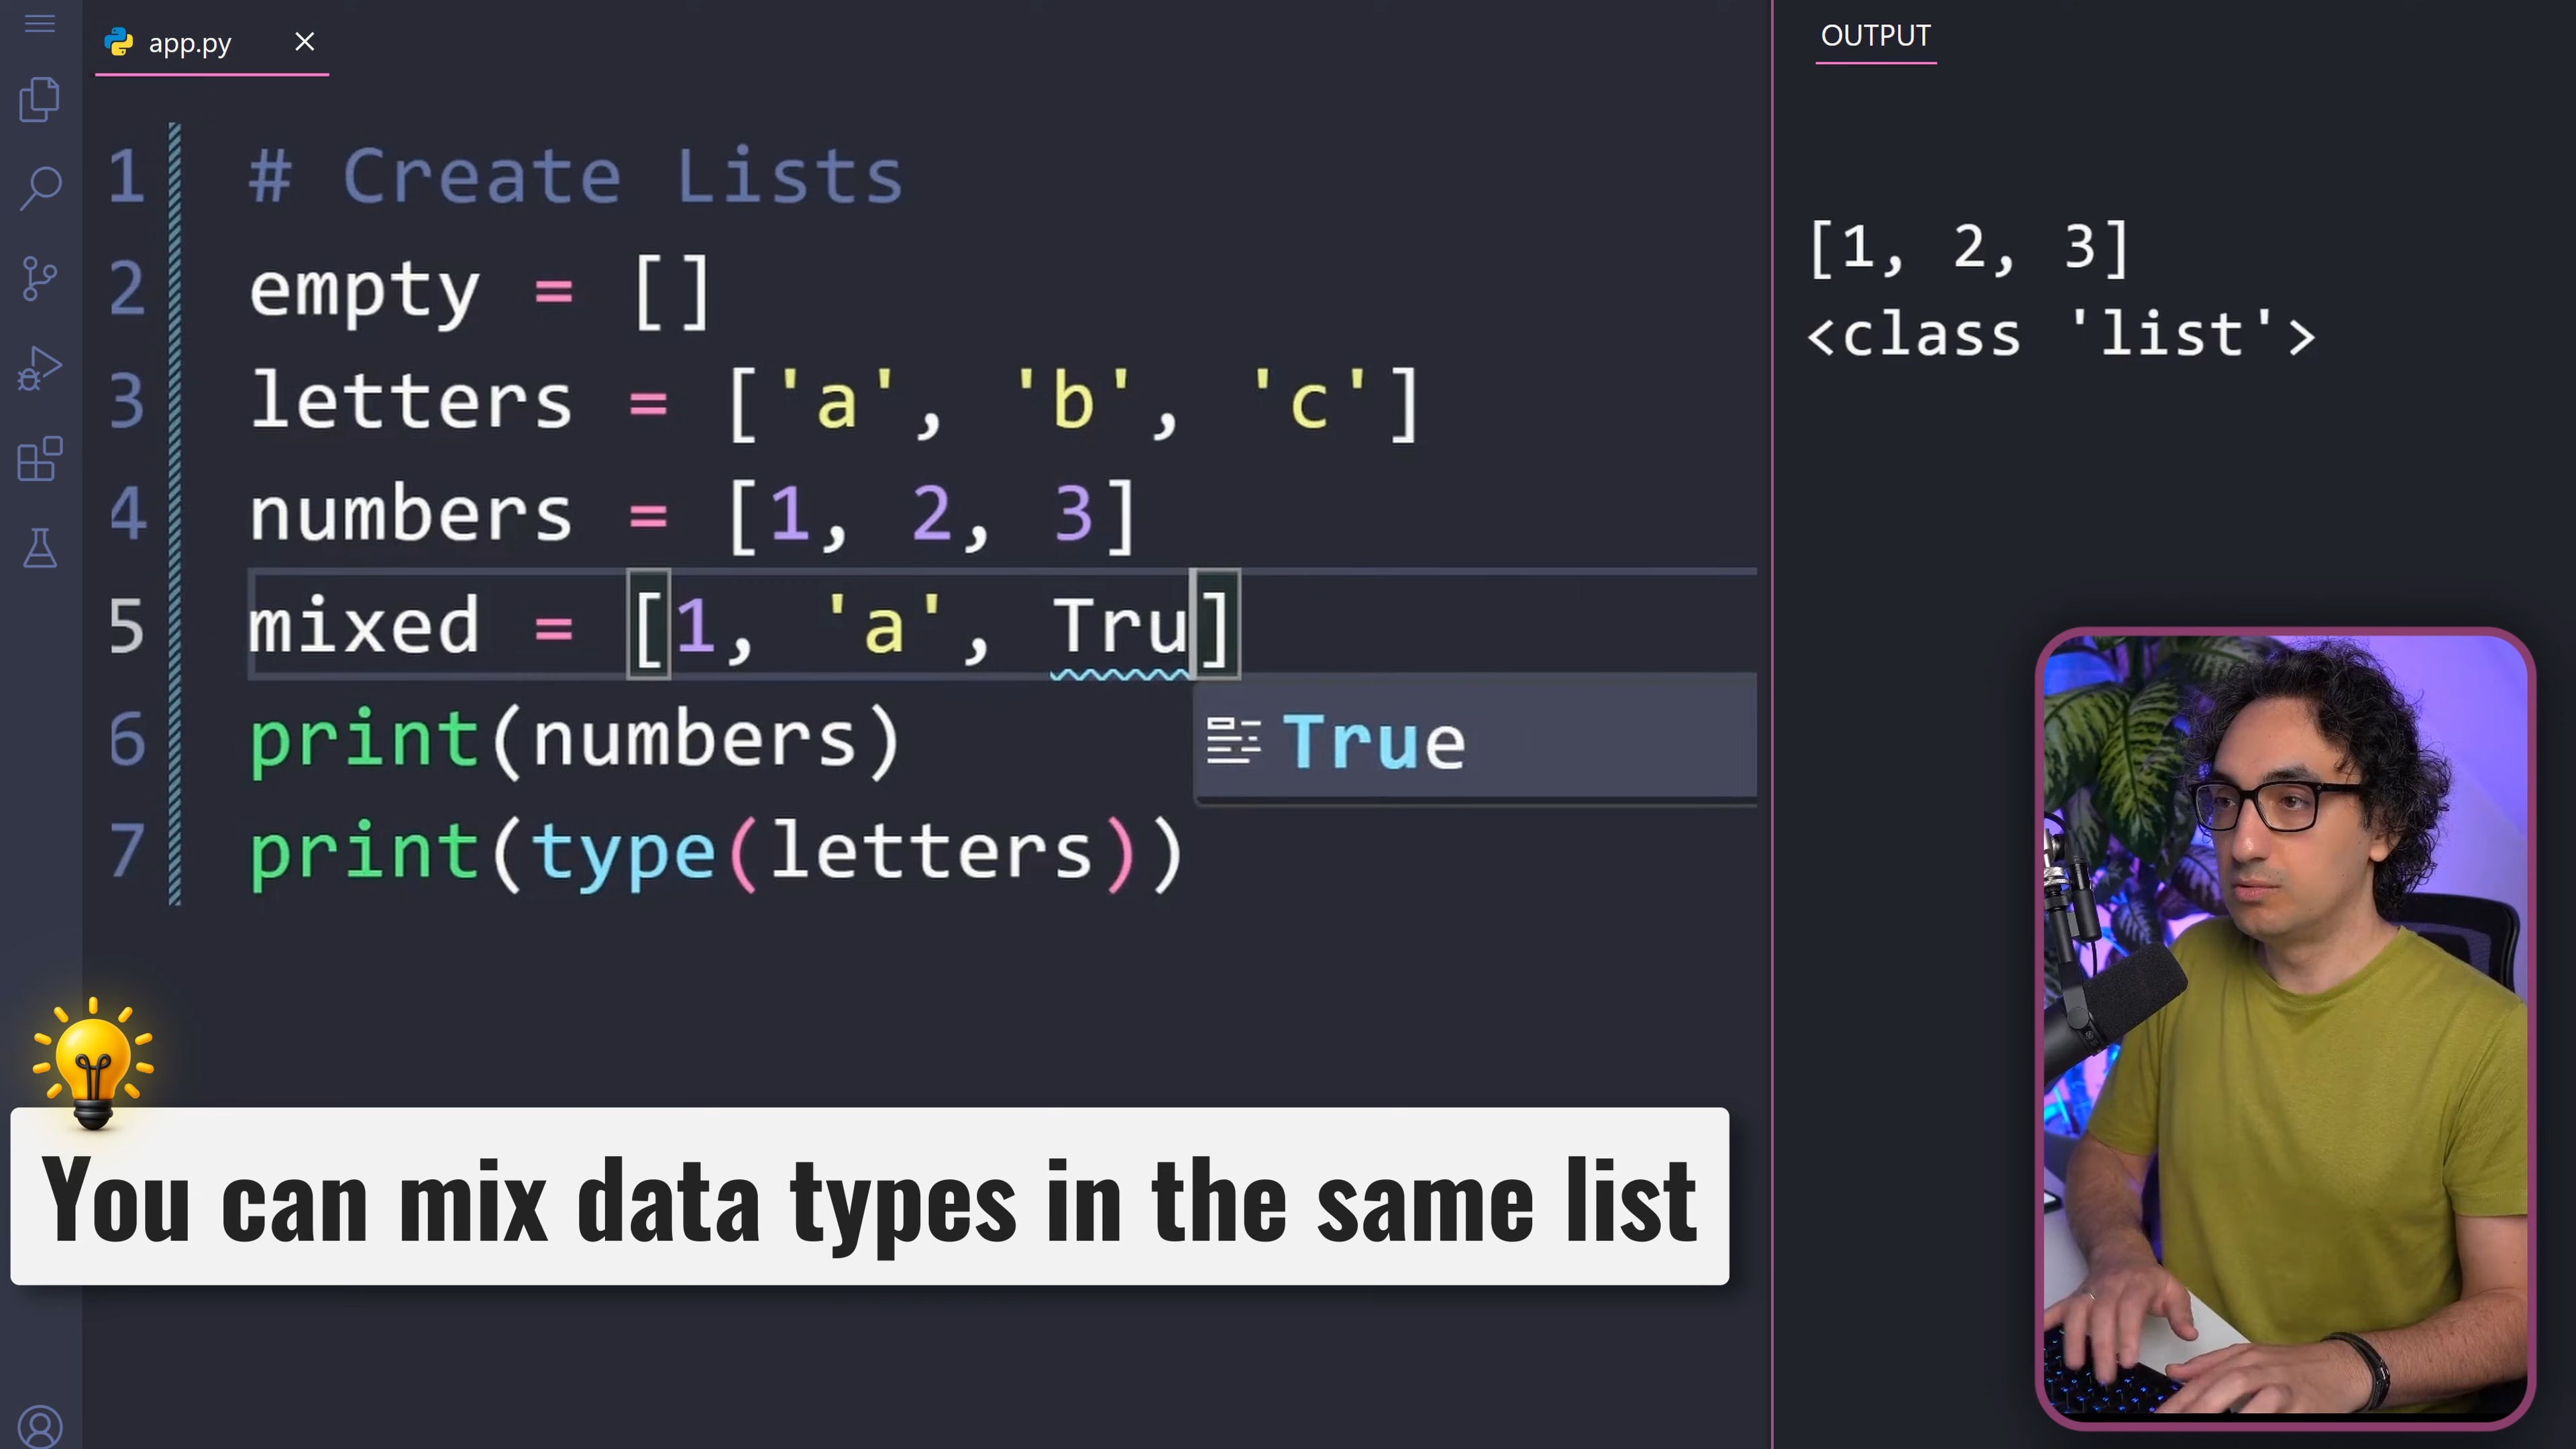 app.py
OUTPUT
1 # Create Lists
2 empty = []
3 letters = ['a', 'b', 'c']
4 numbers = [1, 2, 3]
5 mixed = [1, 'a', Tru]
True
6 print(numbers)
7 print(type(letters))
[1, 2, 3]
<class 'list'>
You can mix data types in the same list